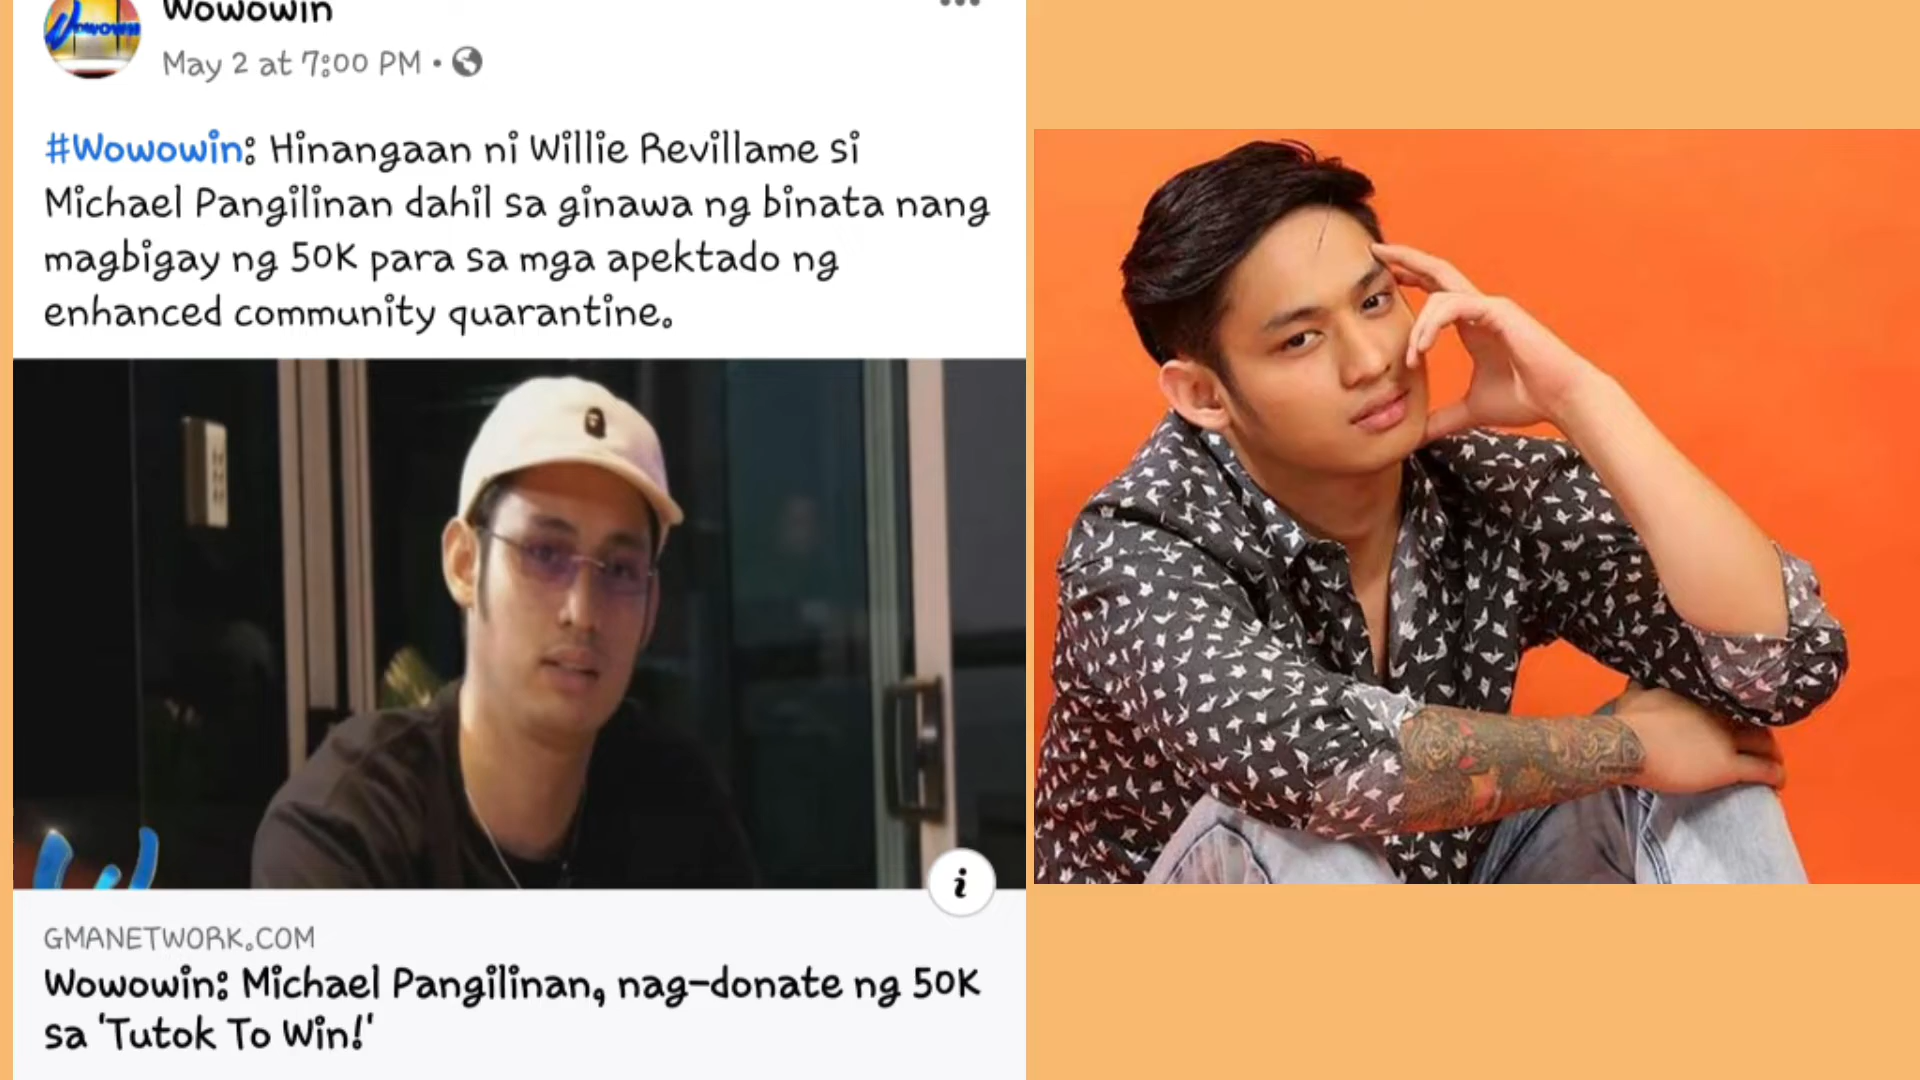 Wowowin
May 2 at 7:00 PM •
#Wowowin: Hinangaan ni Willie Revillame si
Michael Pangilinan dahil sa ginawa ng binata nang
magbigay ng 50K para sa mga apektado ng
enhanced community quarantine.
GMANETWORK.COM
Wowowin: Michael Pangilinan, nag-donate ng 50K
sa 'Tutok To Win!'